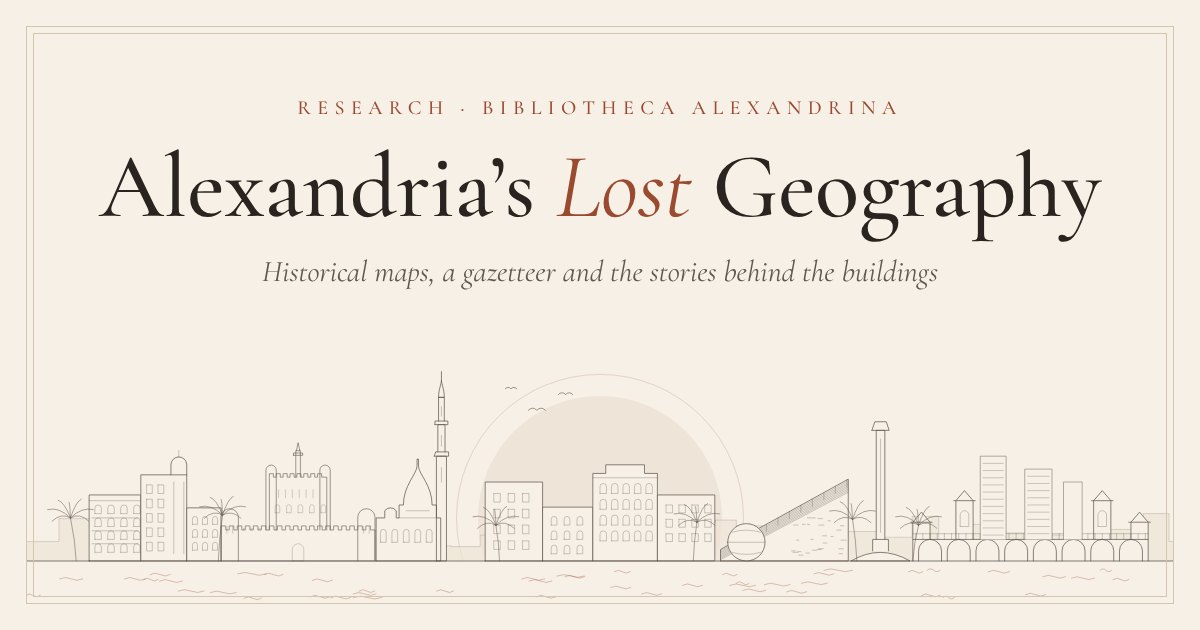 RESEARCH · BIBLIOTHECA ALEXANDRINA
Alexandria’s Lost Geography
Historical maps, a gazetteer and the stories behind the buildings